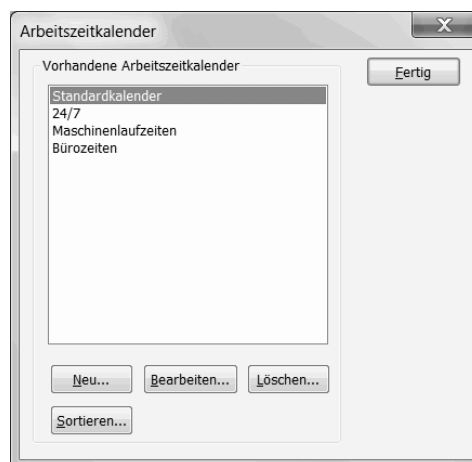 Arbeitszeitkalender
Vorhandene Arbeitszeitkalender
Fertig
Standardkalender
24/7
Maschinenlaufzeiten
Bürozeiten
Neu... Bearbeiten... Löschen...
Sortieren...